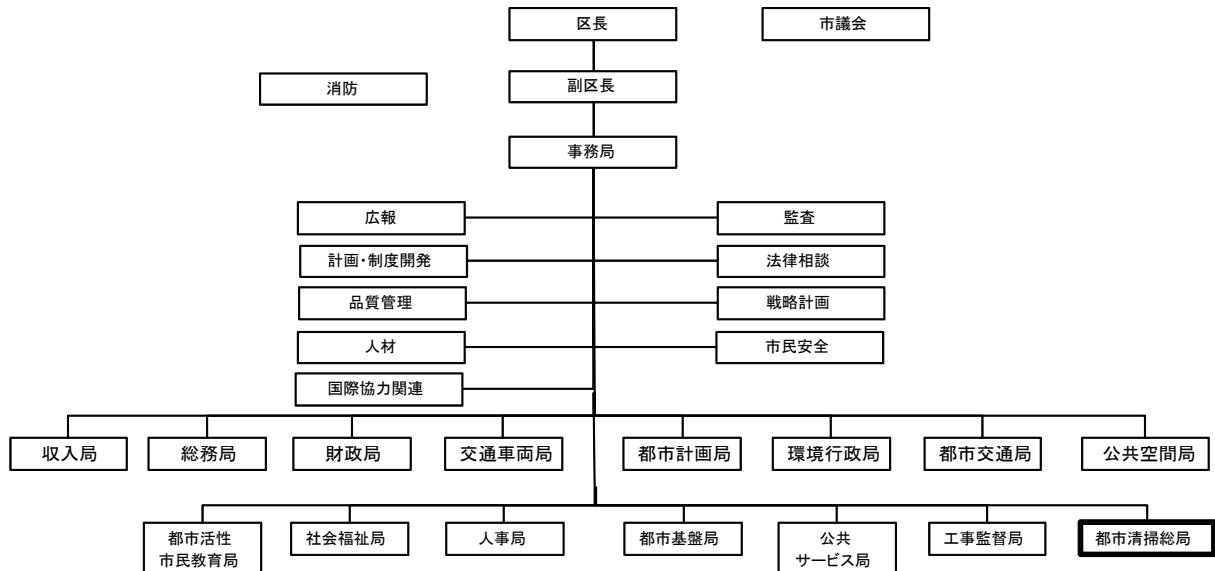 区長
市議会
消防
副区長
事務局
広報
監査
計画・制度開発
法律相談
品質管理
戦略計画
人材
市民安全
国際協力関連
収入局
総務局
財政局
交通車両局
都市計画局
環境行政局
都市交通局
公共空間局
都市活性
市民教育局
社会福祉局
人事局
都市基盤局
公共
サービス局
工事監督局
都市清掃総局